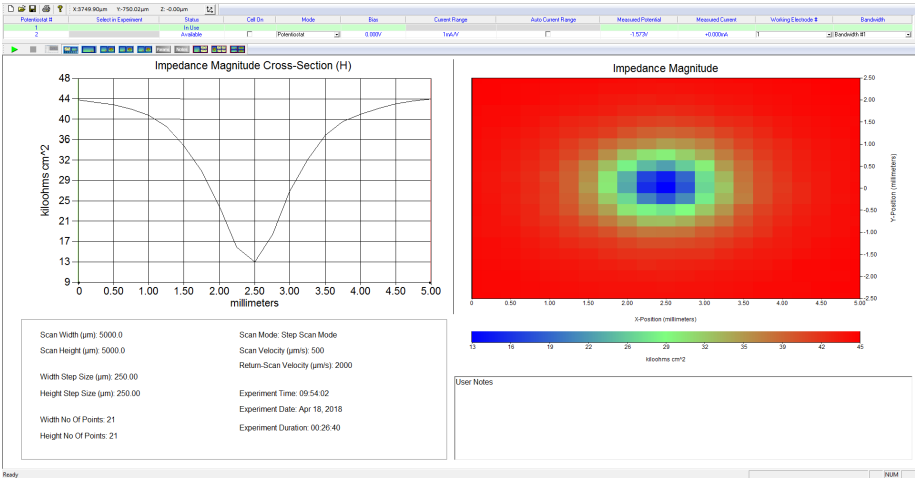 X:3749.90µm Y:-750.02µm Z: -0.00µm
Potentiostat # Select in Experiment Status Cell On Mode Bias Current Range Auto Current Range Measured Potential Measured Current Working Electrode # Bandwidth
1 In Use
2 Available Potentiostat 0.000V 1mA/V -1.573V +0.000mA 1 Bandwidth #1
Impedance Magnitude Cross-Section (H)
48
44
40
36
32
29
25
21
17
13
9
kiloohms cm^2
0 0.50 1.00 1.50 2.00 2.50 3.00 3.50 4.00 4.50 5.00
millimeters
Impedance Magnitude
2.50
2.00
1.50
1.00
0.50
0
-0.50
-1.00
-1.50
-2.00
-2.50
Y-Position (millimeters)
0 0.50 1.00 1.50 2.00 2.50 3.00 3.50 4.00 4.50 5.00
X-Position (millimeters)
13 16 19 22 26 29 32 35 39 42 45
kiloohms cm^2
Scan Width (µm): 5000.0
Scan Height (µm): 5000.0
Width Step Size (µm): 250.00
Height Step Size (µm): 250.00
Width No Of Points: 21
Height No Of Points: 21
Scan Mode: Step Scan Mode
Scan Velocity (µm/s): 500
Return-Scan Velocity (µm/s): 2000
Experiment Time: 09:54:02
Experiment Date: Apr 18, 2018
Experiment Duration: 00:26:40
User Notes
Ready NUM